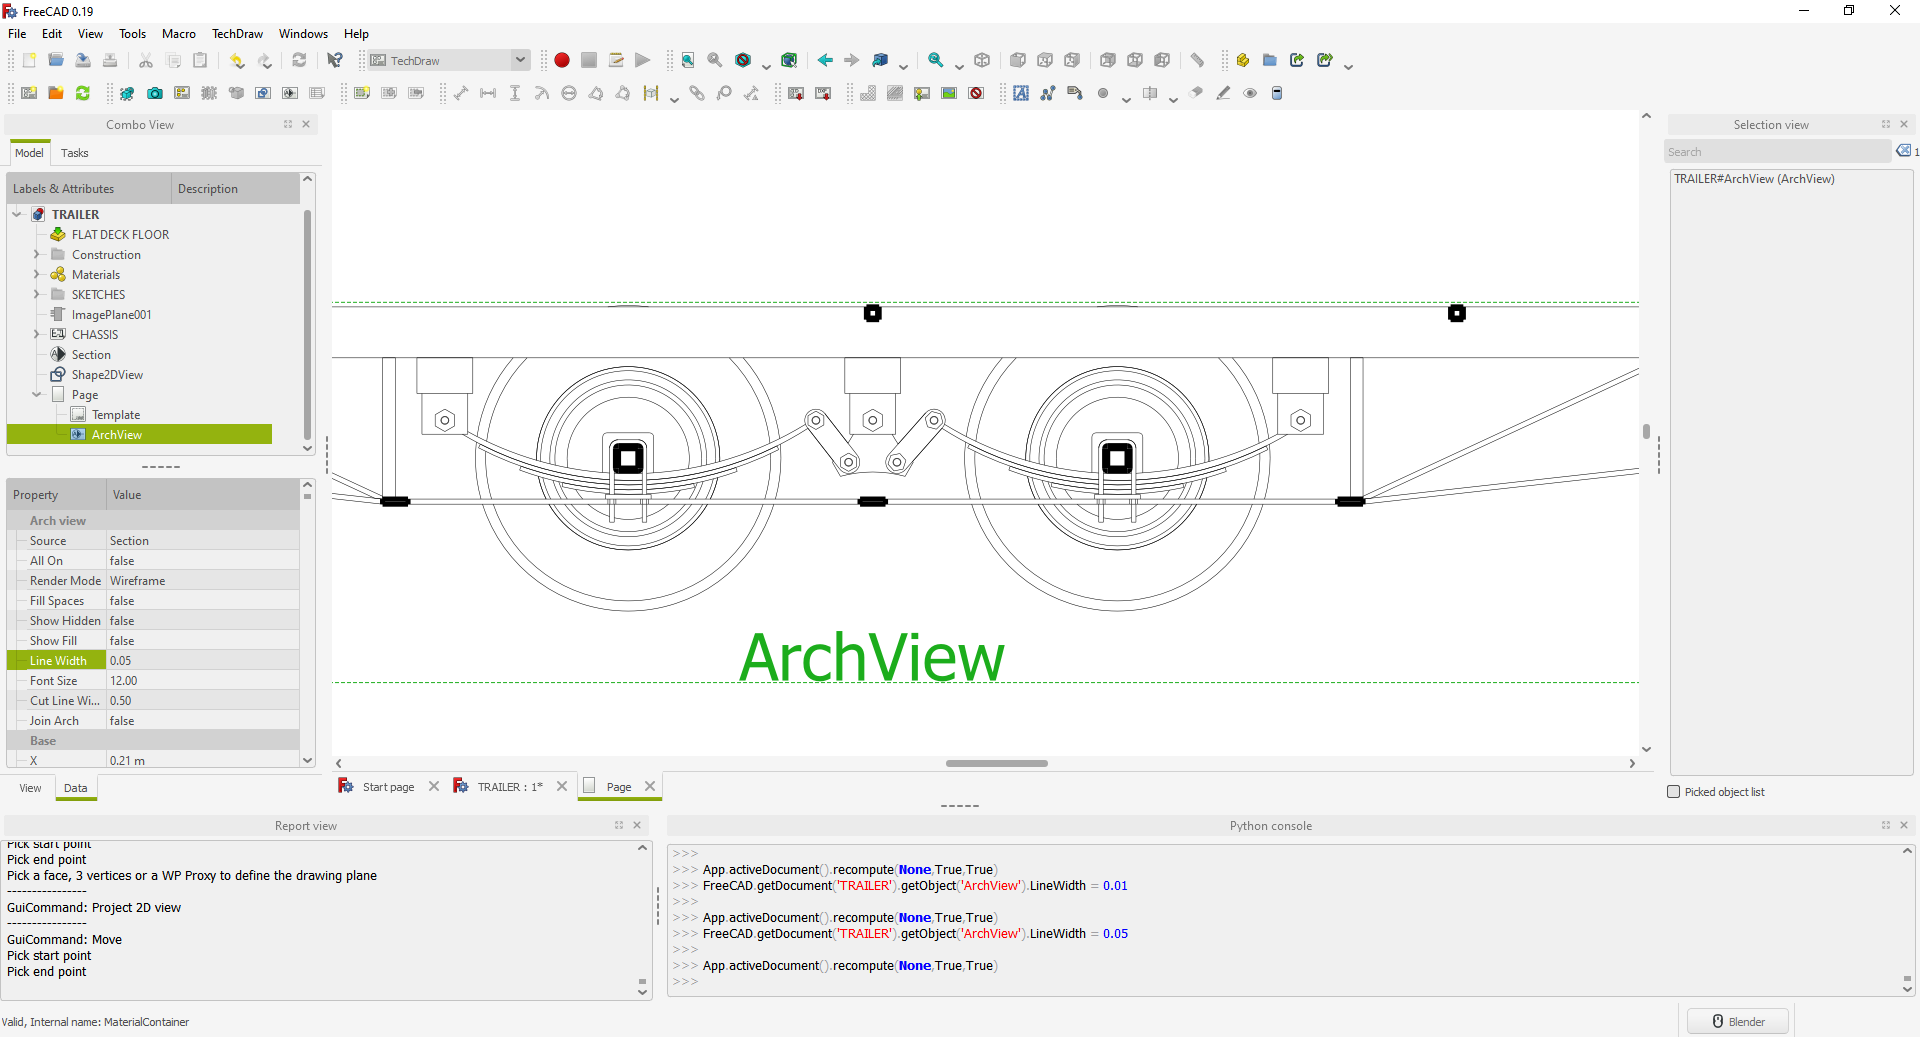 FreeCAD 0.19
File Edit View Tools Macro TechDraw Windows Help
TechDraw
Combo View
Model Tasks
Labels & Attributes Description
TRAILER
FLAT DECK FLOOR
Construction
Materials
SKETCHES
ImagePlane001
CHASSIS
Section
Shape2DView
Page
Template
ArchView
Property Value
Arch view
Source Section
All On false
Render Mode Wireframe
Fill Spaces false
Show Hidden false
Show Fill false
Line Width 0.05
Font Size 12.00
Cut Line Wi... 0.50
Join Arch false
Base
X 0.21 m
View Data
ArchView
Start page TRAILER : 1* Page
Selection view
Search 1
TRAILER#ArchView (ArchView)
Picked object list
Report view
Pick start point
Pick end point
Pick a face, 3 vertices or a WP Proxy to define the drawing plane
----------------
GuiCommand: Project 2D view
----------------
GuiCommand: Move
Pick start point
Pick end point
Python console
>>>
>>> App.activeDocument().recompute(None,True,True)
>>> FreeCAD.getDocument('TRAILER').getObject('ArchView').LineWidth = 0.01
>>>
>>> App.activeDocument().recompute(None,True,True)
>>> FreeCAD.getDocument('TRAILER').getObject('ArchView').LineWidth = 0.05
>>>
>>> App.activeDocument().recompute(None,True,True)
>>>
Valid, Internal name: MaterialContainer
Blender